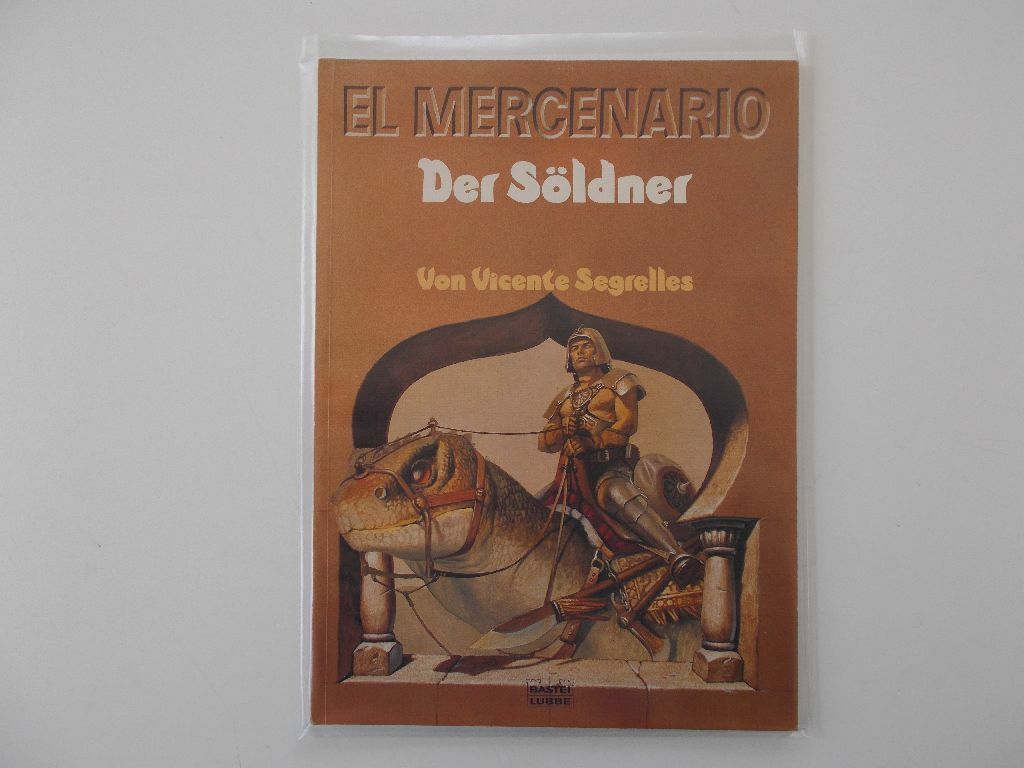 EL MERCENARIO
Der Söldner
Von Vicente Segrelles
BASTEI
LÜBBE